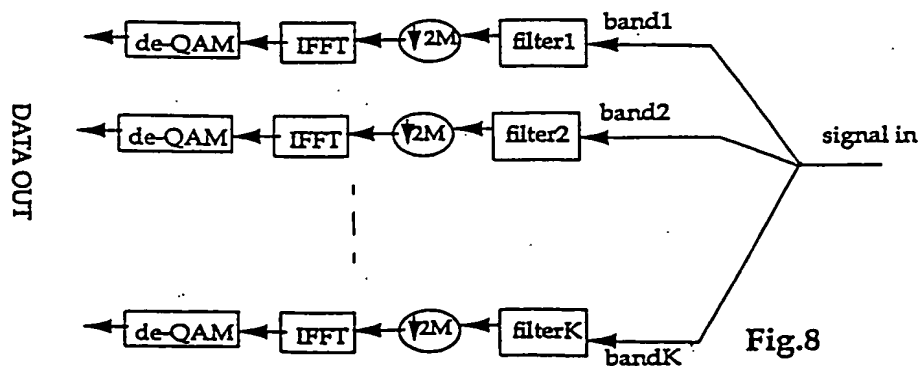 de-QAM IFFT ↓2M filter1 band1
de-QAM IFFT ↓2M filter2 band2
signal in
DATA OUT
de-QAM IFFT ↓2M filterK bandK
Fig.8